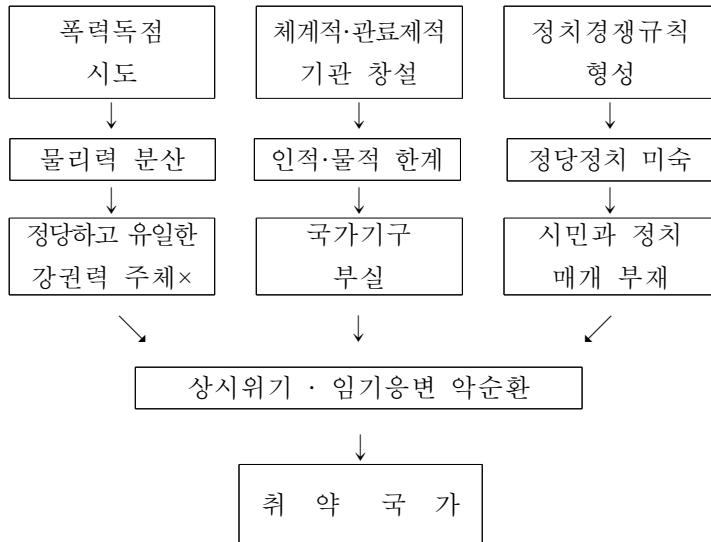 폭력독점
시도
체계적·관료제적
기관 창설
정치경쟁규칙
형성
물리력 분산
인적·물적 한계
정당정치 미숙
정당하고 유일한
강권력 주체×
국가기구
부실
시민과 정치
매개 부재
상시위기 · 임기응변 악순환
취 약 국 가